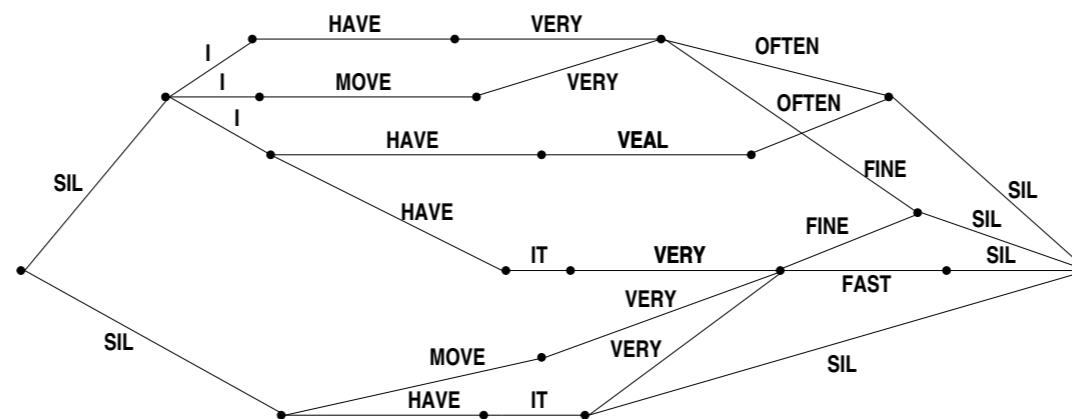 HAVE VERY
I OFTEN
I MOVE VERY
I OFTEN
HAVE VEAL
SIL FINE SIL
HAVE FINE SIL
IT VERY SIL
FAST
VERY
SIL MOVE VERY SIL
HAVE IT